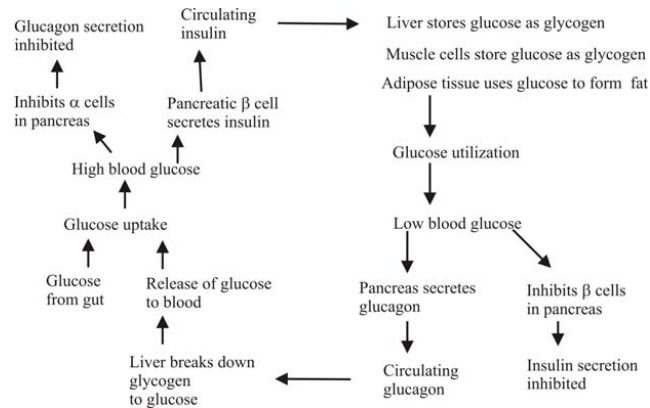 Glucagon secretion
inhibited
Circulating
insulin
Liver stores glucose as glycogen
Muscle cells store glucose as glycogen
Adipose tissue uses glucose to form fat
Inhibits α cells
in pancreas
Pancreatic β cell
secretes insulin
High blood glucose
Glucose utilization
Glucose uptake
Low blood glucose
Glucose
from gut
Release of glucose
to blood
Pancreas secretes
glucagon
Inhibits β cells
in pancreas
Liver breaks down
glycogen
to glucose
Circulating
glucagon
Insulin secretion
inhibited